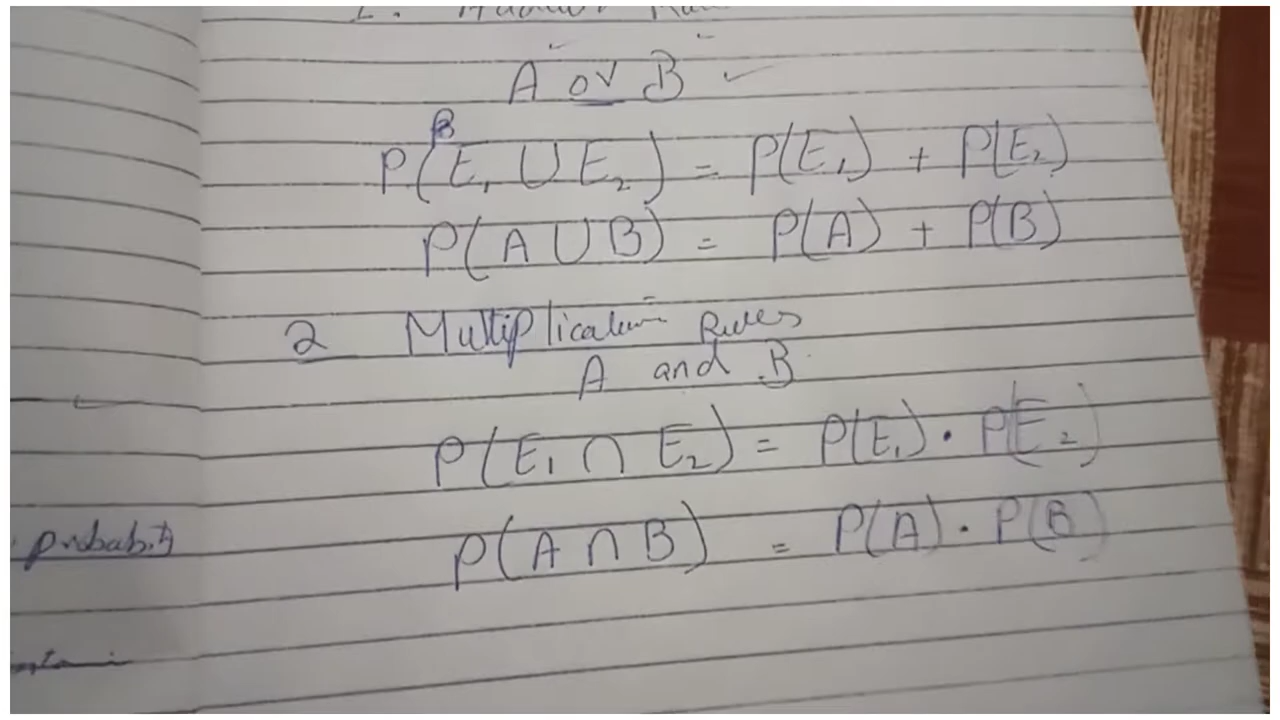 A or B
P(E₁ ∪ E₂) = P(E₁) + P(E₂)
P(A ∪ B) = P(A) + P(B)
2 Multiplication Rules
A and B
P(E₁ ∩ E₂) = P(E₁) · P(E₂)
P(A ∩ B) = P(A) · P(B)